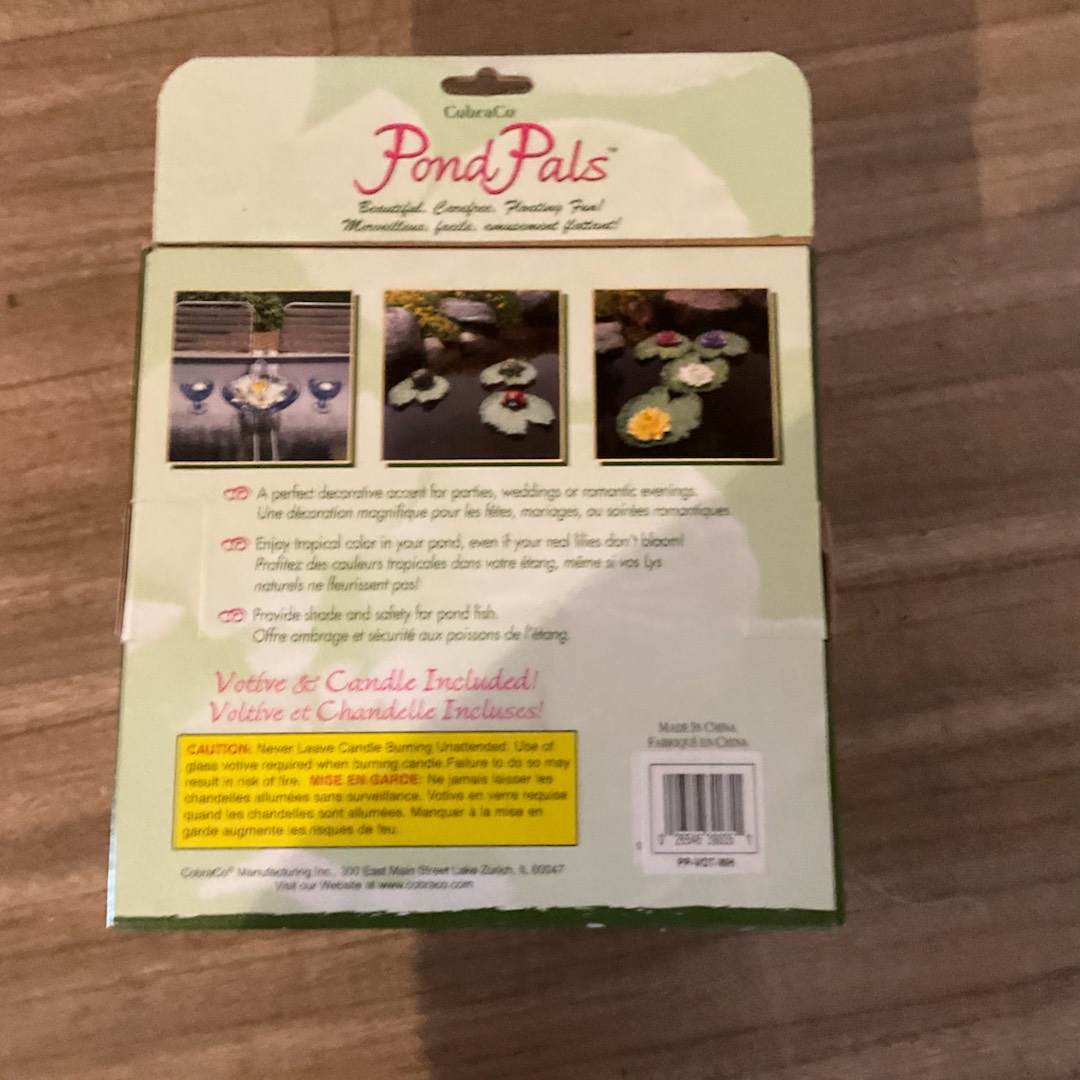 CobraCo
Pond Pals™
Beautiful, Carefree, Floating Fun!
Merveilleux, facile, amusement flottant!
A perfect decorative accent for parties, weddings or romantic evenings.
Une décoration magnifique pour les fêtes, mariages, ou soirées romantiques.
Enjoy tropical color in your pond, even if your real lilies don't bloom!
Profitez des couleurs tropicales dans votre étang, même si vos lys
naturels ne fleurissent pas!
Provide shade and safety for pond fish.
Offre ombrage et sécurité aux poissons de l'étang.
Votive & Candle Included!
Voltive et Chandelle Incluses!
CAUTION: Never Leave Candle Burning Unattended. Use of
glass votive required when burning candle. Failure to do so may
result in risk of fire. MISE EN GARDE: Ne jamais laisser les
chandelles allumées sans surveillance. Votive en verre requise
quand les chandelles sont allumées. Manquer à la mise en
garde augmente les risques de feu.
MADE IN CHINA
FABRIQUÉ EN CHINA
PP-VOT-WH
CobraCo® Manufacturing Inc., 300 East Main Street Lake Zurich, IL 60047
Visit our Website at www.cobraco.com